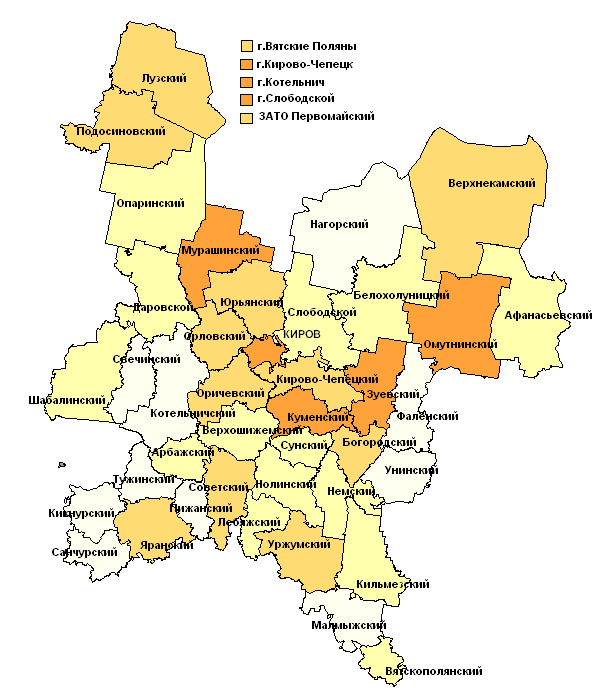 г.Вятские Поляны
г.Кирово-Чепецк
г.Котельнич
г.Слободской
ЗАТО Первомайский
Лузский
Подосиновский
Верхнекамский
Опаринский
Нагорский
Мурашинский
Белохолуницкий
Юрьянский
Даровской
Слободской
Афанасьевский
Орловский
КИРОВ
Омутнинский
Свечинский
Кирово-Чепецкий
Оричевский
Зуевский
Шабалинский
Котельничский
Куменский
Фаленский
Верхошижемский
Сунский
Богородский
Арбажский
Унинский
Тужинский
Советский
Нолинский
Немский
Пижанский
Кикнурский
Лебяжский
Яранский
Уржумский
Санчурский
Кильмезский
Малмыжский
Вятскополянский